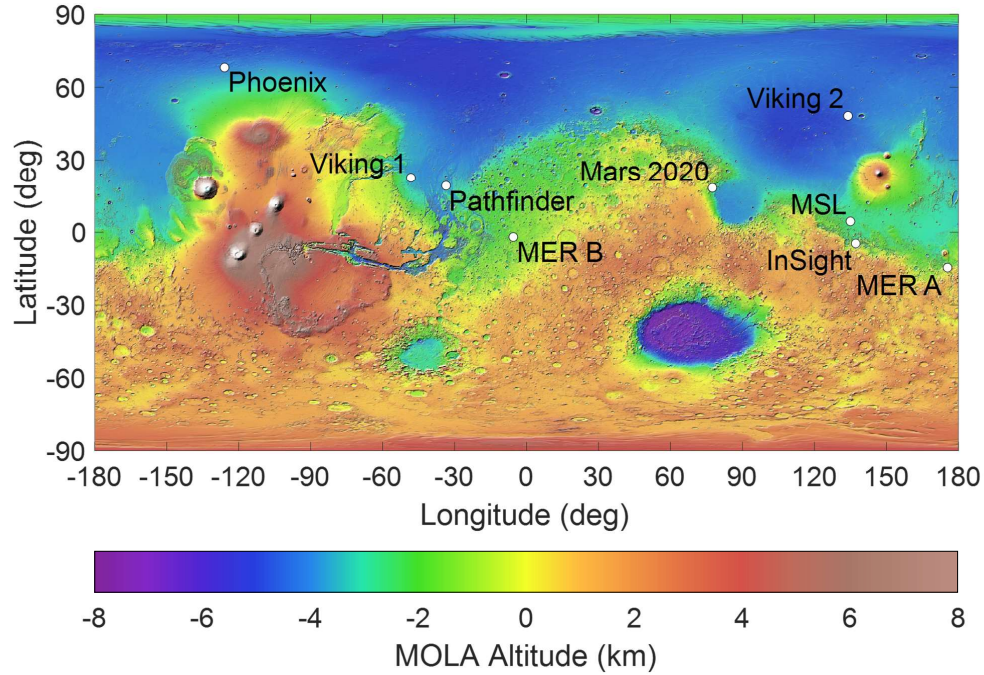 90
60
30
0
-30
-60
-90
Latitude (deg)
Phoenix
Viking 2
Viking 1
Mars 2020
Pathfinder
MSL
MER B
InSight
MER A
-180 -150 -120 -90 -60 -30 0 30 60 90 120 150 180
Longitude (deg)
-8 -6 -4 -2 0 2 4 6 8
MOLA Altitude (km)